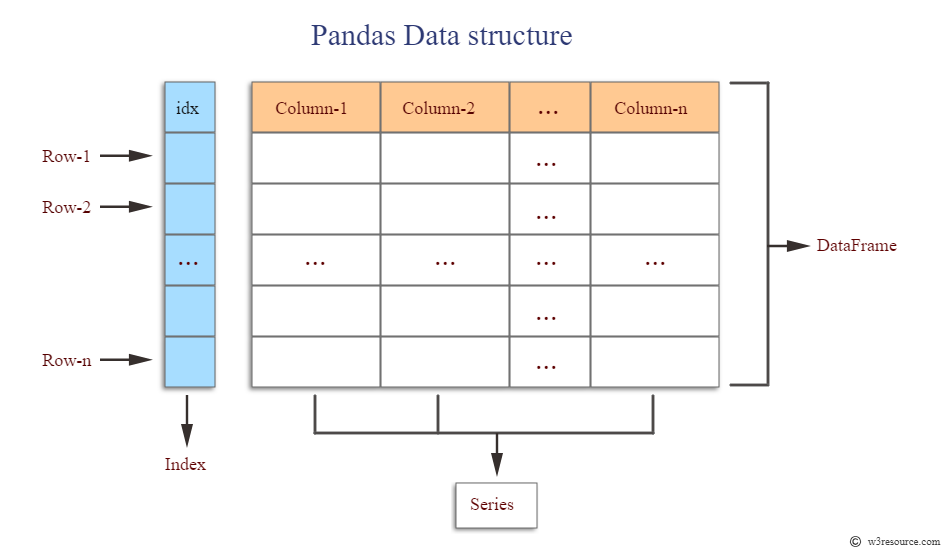 Pandas Data structure
idx Column-1 Column-2 ... Column-n
Row-1 ...
Row-2 ...
... ... ... ... ...
...
Row-n ...
DataFrame
Index
Series
© w3resource.com